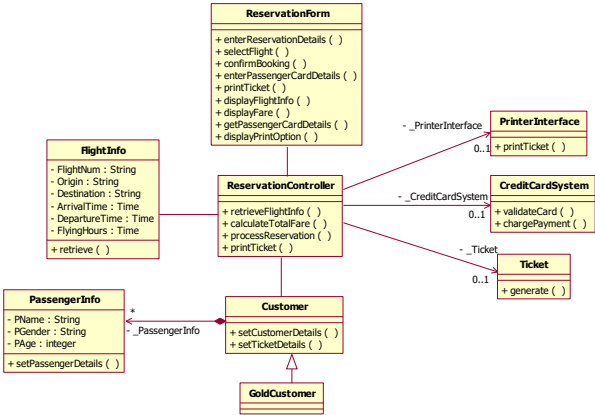 ReservationForm
+ enterReservationDetails ( )
+ selectFlight ( )
+ confirmBooking ( )
+ enterPassengerCardDetails ( )
+ printTicket ( )
+ displayFlightInfo ( )
+ displayFare ( )
+ getPassengerCardDetails ( )
+ displayPrintOption ( )
FlightInfo
- FlightNum : String
- Origin : String
- Destination : String
- ArrivalTime : Time
- DepartureTime : Time
- FlyingHours : Time
+ retrieve ( )
ReservationController
+ retrieveFlightInfo ( )
+ calculateTotalFare ( )
+ processReservation ( )
+ printTicket ( )
- _PrinterInterface
0..1
PrinterInterface
+ printTicket ( )
- _CreditCardSystem
0..1
CreditCardSystem
+ validateCard ( )
+ chargePayment ( )
- _Ticket
0..1
Ticket
+ generate ( )
PassengerInfo
- PName : String
- PGender : String
- PAge : integer
+ setPassengerDetails ( )
*
- _PassengerInfo
Customer
+ setCustomerDetails ( )
+ setTicketDetails ( )
GoldCustomer